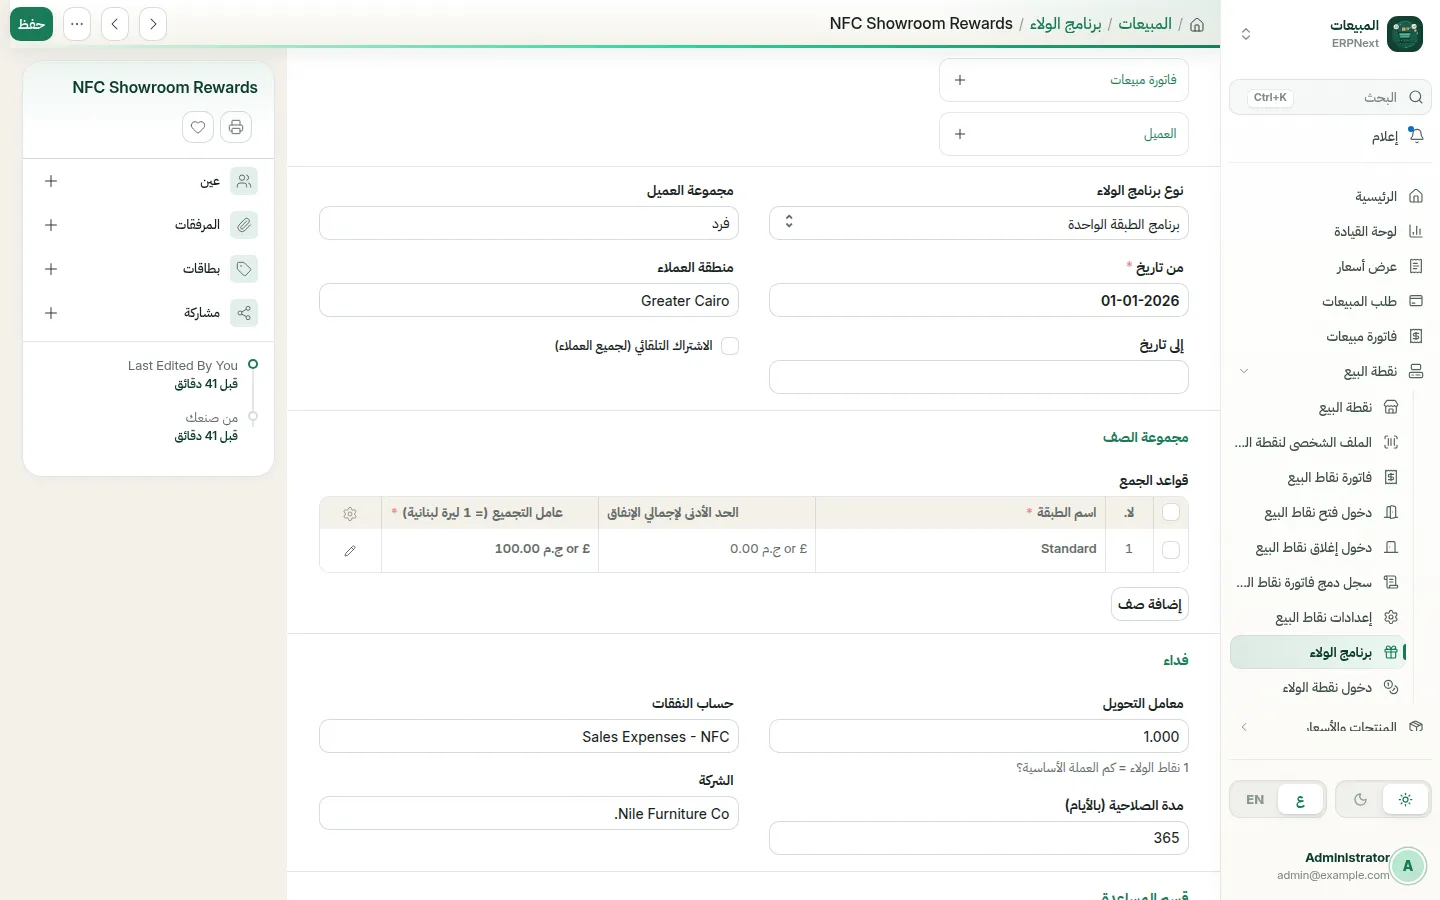 المبيعات
ERPNext
البحث
Ctrl+K
إعلام
الرئيسية
لوحة القيادة
عرض أسعار
طلب المبيعات
فاتورة مبيعات
نقطة البيع
نقطة البيع
الملف الشخصي لنقطة الـ...
فاتورة نقاط البيع
دخول فتح نقاط البيع
دخول إغلاق نقاط البيع
سجل دمج فاتورة نقاط الـ...
إعدادات نقاط البيع
برنامج الولاء
دخول نقطة الولاء
المنتجات والأسعار
ع
EN
A
Administrator
admin@example.com
/ المبيعات / برنامج الولاء / NFC Showroom Rewards
حفظ
فاتورة مبيعات
العميل
نوع برنامج الولاء
برنامج الطبقة الواحدة
من تاريخ *
01-01-2026
إلى تاريخ
مجموعة العميل
فرد
منطقة العملاء
Greater Cairo
الاشتراك التلقائي (لجميع العملاء)
مجموعة الصف
قواعد الجمع
لا.
اسم الطبقة *
الحد الأدنى لإجمالي الإنفاق
عامل التجميع (= 1 ليرة لبنانية) *
1
Standard
£ or ج.م 0.00
£ or ج.م 100.00
إضافة صف
فداء
معامل التحويل
1.000
1 نقاط الولاء = كم العملة الأساسية؟
مدة الصلاحية (بالأيام)
365
حساب النفقات
Sales Expenses - NFC
الشركة
Nile Furniture Co.
قسم المساعدة
NFC Showroom Rewards
عين
المرفقات
بطاقات
مشاركة
Last Edited By You
قبل 41 دقائق
من صنعك
قبل 41 دقائق